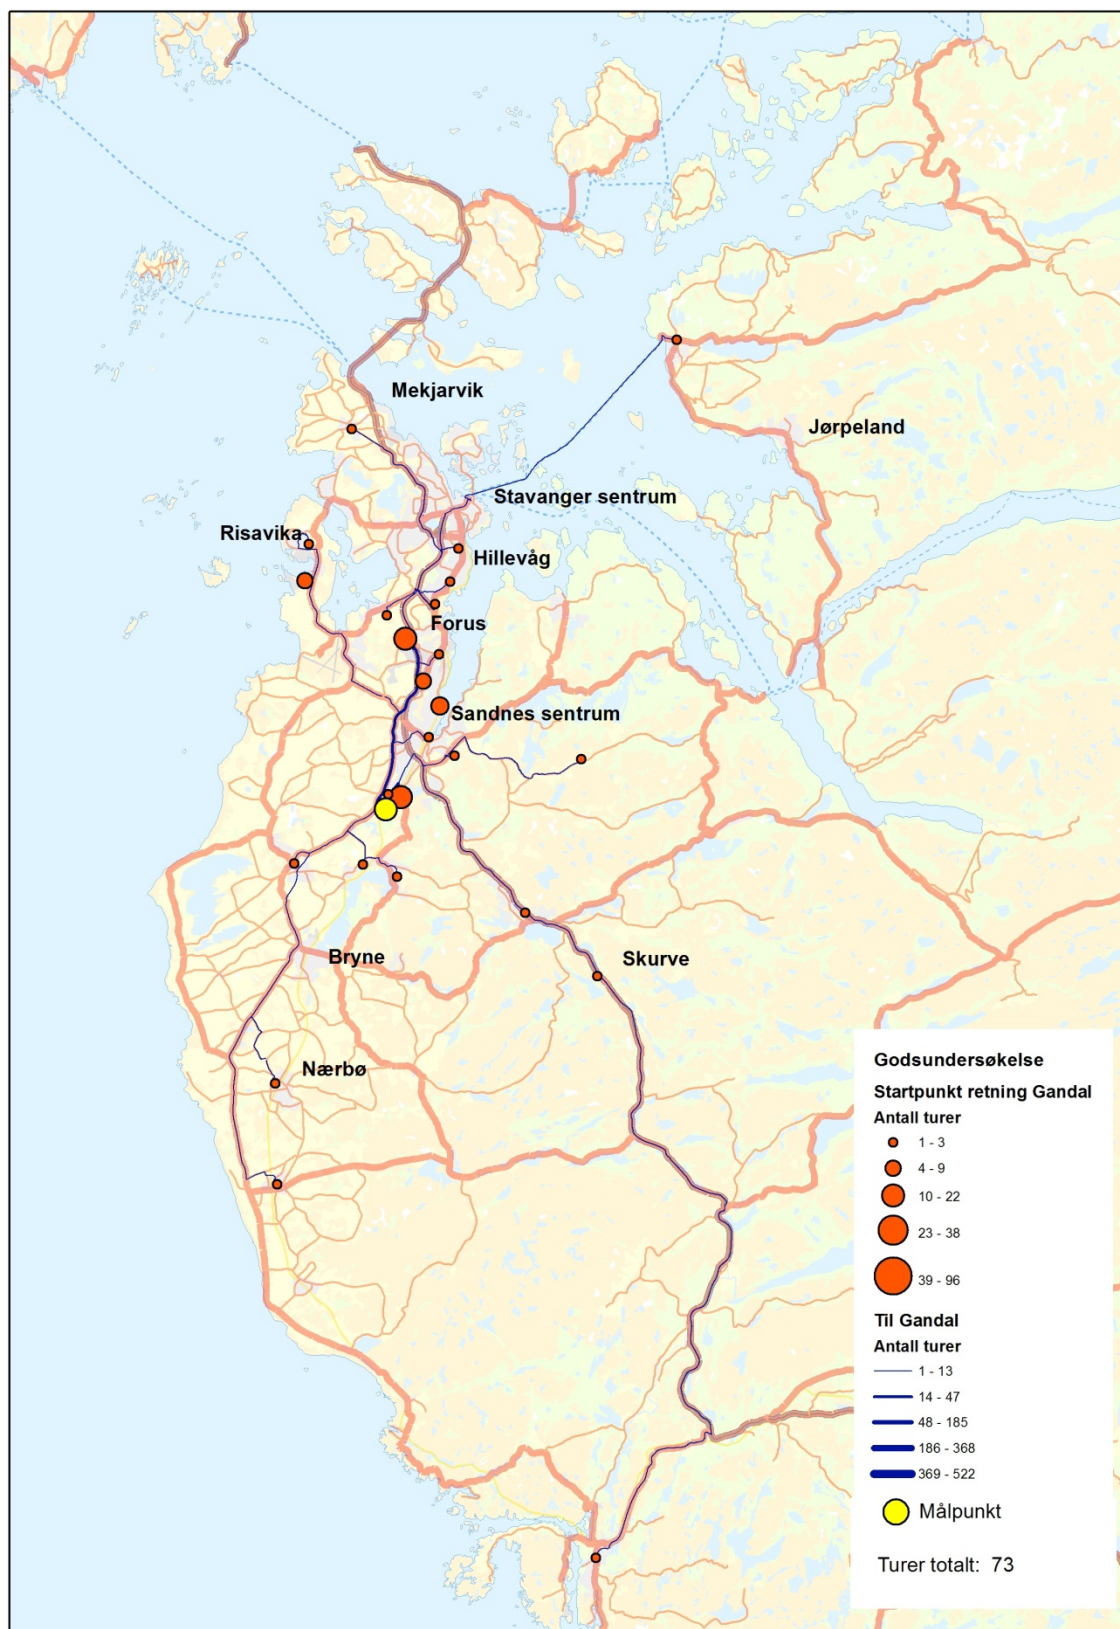 Mekjarvik
Jørpeland
Stavanger sentrum
Risavika
Hillevåg
Forus
Sandnes sentrum
Bryne
Skurve
Nærbø
Godsundersøkelse
Startpunkt retning Gandal
Antall turer
1 - 3
4 - 9
10 - 22
23 - 38
39 - 96
Til Gandal
Antall turer
1 - 13
14 - 47
48 - 185
186 - 368
369 - 522
Målpunkt
Turer totalt: 73